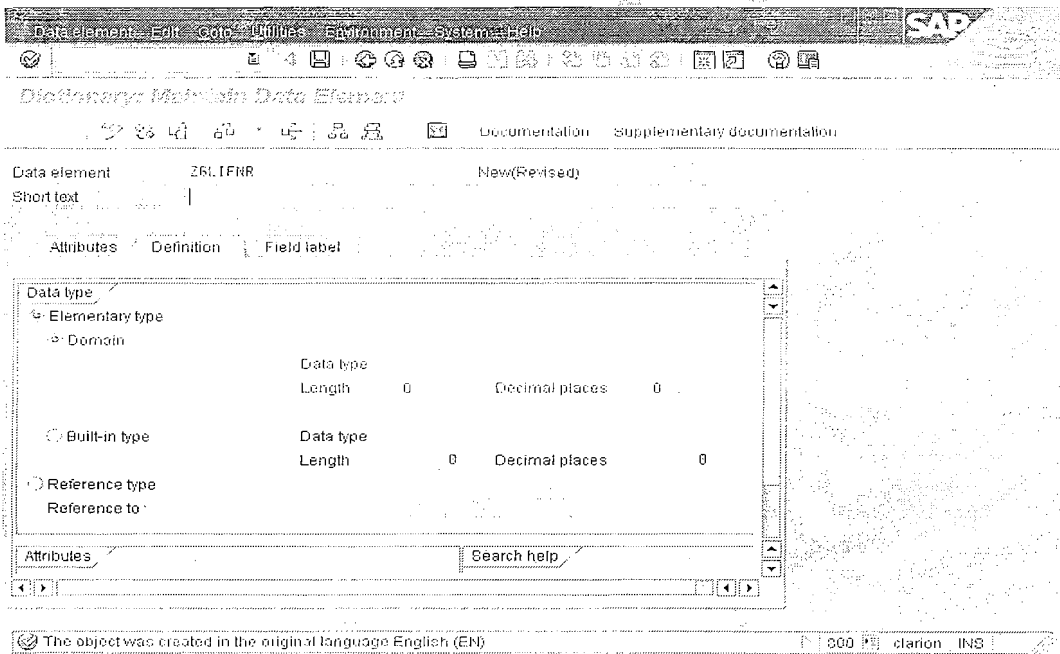 Data element Edit Goto Utilities Environment System Help
SAP
Dictionary: Maintain Data Element
Documentation Supplementary documentation
Data element ZGLIFNR New(Revised)
Short text
Attributes Definition Field label
Data type
Elementary type
Domain
Data type
Length 0 Decimal places 0
Built-in type Data type
Length 0 Decimal places 0
Reference type
Reference to
Attributes Search help
The object was created in the original language English (EN) 800 clarion INS